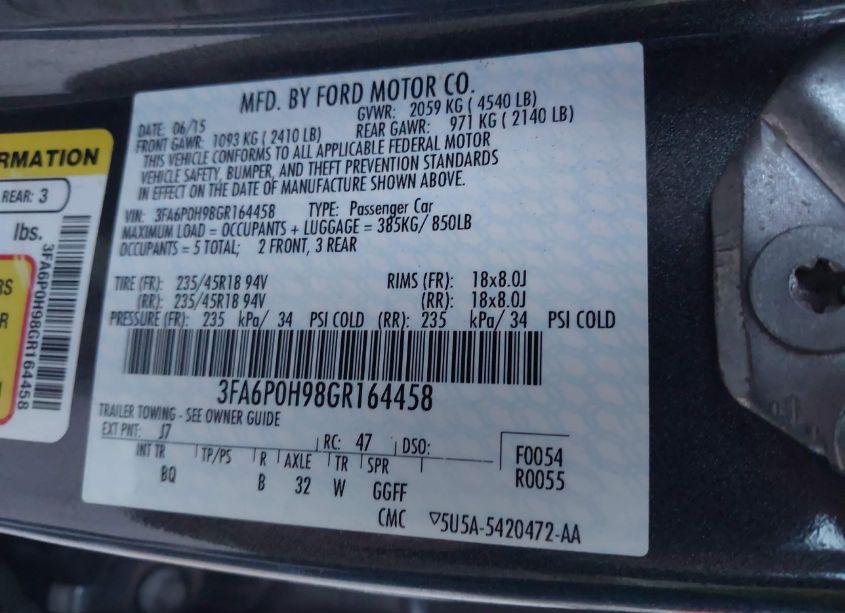 MFD. BY FORD MOTOR CO.
DATE: 06/15
GVWR: 2059 KG ( 4540 LB)
FRONT GAWR: 1093 KG ( 2410 LB)
REAR GAWR: 971 KG ( 2140 LB)
THIS VEHICLE CONFORMS TO ALL APPLICABLE FEDERAL MOTOR
VEHICLE SAFETY, BUMPER, AND THEFT PREVENTION STANDARDS
IN EFFECT ON THE DATE OF MANUFACTURE SHOWN ABOVE.
VIN: 3FA6P0H98GR164458 TYPE: Passenger Car
MAXIMUM LOAD = OCCUPANTS + LUGGAGE = 385KG/ 850LB
OCCUPANTS = 5 TOTAL; 2 FRONT, 3 REAR
TIRE (FR): 235/45R18 94V RIMS (FR): 18x8.0J
(RR): 235/45R18 94V (RR): 18x8.0J
PRESSURE (FR): 235 kPa/ 34 PSI COLD (RR): 235 kPa/ 34 PSI COLD
3FA6P0H98GR164458
TRAILER TOWING - SEE OWNER GUIDE
EXT PNT: J7 RC: 47 DSO:
INT TR TP/PS R AXLE TR SPR
BQ B 32 W GGFF
F0054
R0055
CMC ▽5U5A-5420472-AA
RMATION
REAR: 3
lbs.
3FA6P0H98GR164458
RS
R